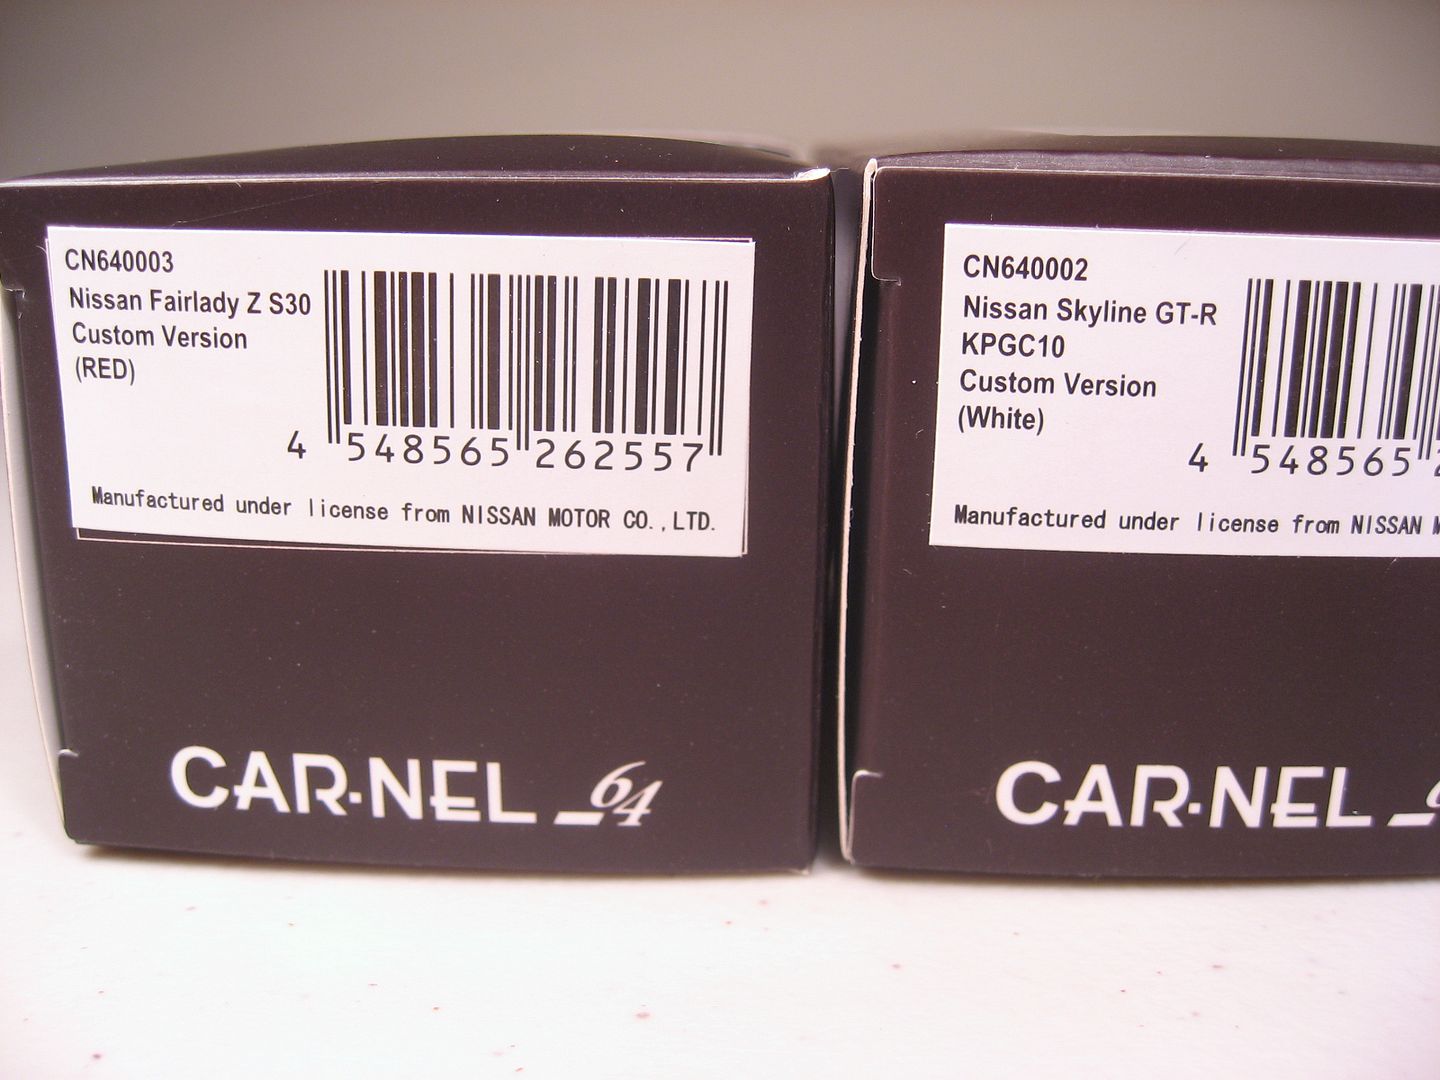 CN640003
Nissan Fairlady Z S30
Custom Version
(RED)
4 548565 262557
Manufactured under license from NISSAN MOTOR CO.,LTD.
CAR·NEL 64
CN640002
Nissan Skyline GT-R
KPGC10
Custom Version
(White)
4 548565
Manufactured under license from NISSAN
CAR·NEL